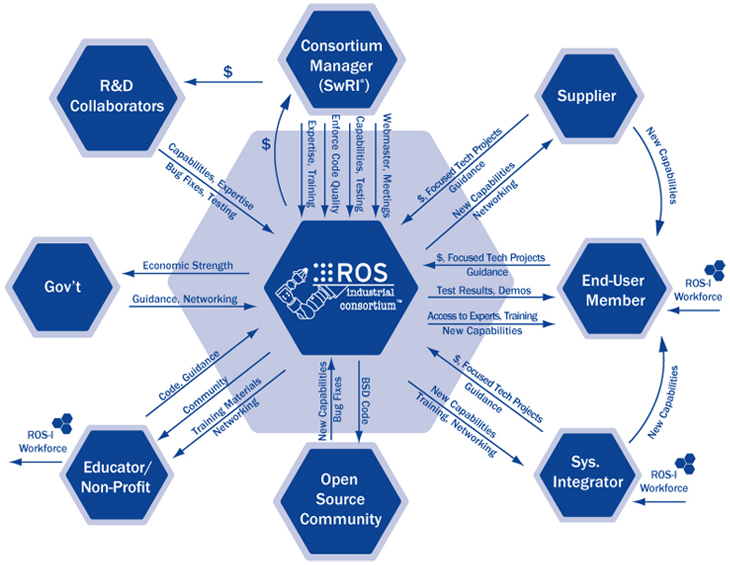 Consortium
Manager
(SwRI®)
R&D
Collaborators
$
Supplier
$
Expertise, Training
Enforce Code Quality
Capabilities, Testing
Webmaster, Meetings
Capabilities, Expertise
Bug Fixes, Testing
$, Focused Tech Projects
Guidance
New Capabilities
Networking
New Capabilities
Gov't
Economic Strength
Guidance, Networking
ROS
industrial
consortium™
$, Focused Tech Projects
Guidance
Test Results, Demos
Access to Experts, Training
New Capabilities
End-User
Member
ROS-I
Workforce
Code, Guidance
Community
Training Materials
Networking
New Capabilities
Bug Fixes
BSD Code
$, Focused Tech Projects
Guidance
New Capabilities
Training, Networking
New Capabilities
ROS-I
Workforce
Educator/
Non-Profit
Open
Source
Community
Sys.
Integrator
ROS-I
Workforce